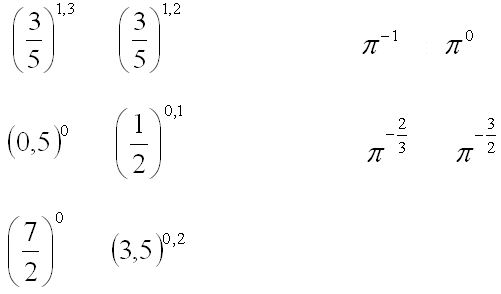 (3/5)^1,3 (3/5)^1,2 π^-1 π^0
(0,5)^0 (1/2)^0,1 π^-2/3 π^-3/2
(7/2)^0 (3,5)^0,2